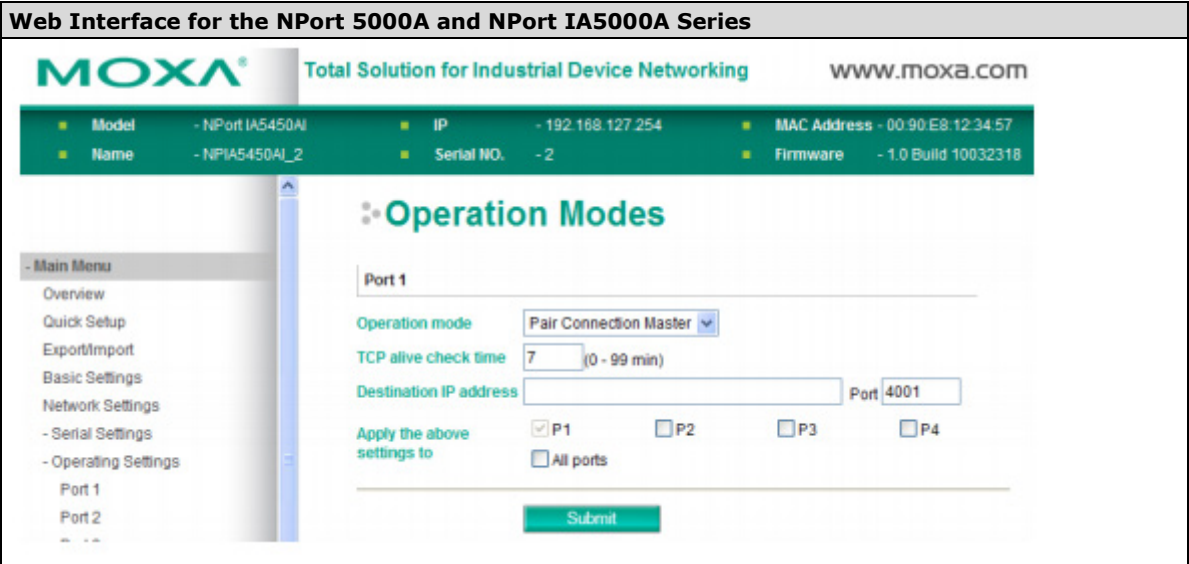 Web Interface for the NPort 5000A and NPort IA5000A Series
MOXA® Total Solution for Industrial Device Networking www.moxa.com
Model - NPort IA5450AI IP - 192.168.127.254 MAC Address - 00:90:E8:12:34:57
Name - NPIA5450AI_2 Serial NO. - 2 Firmware - 1.0 Build 10032318
Operation Modes
- Main Menu
Overview
Quick Setup
Export/Import
Basic Settings
Network Settings
- Serial Settings
- Operating Settings
Port 1
Port 2
Port 1
Operation mode Pair Connection Master
TCP alive check time 7 (0 - 99 min)
Destination IP address Port 4001
Apply the above settings to P1 P2 P3 P4
All ports
Submit